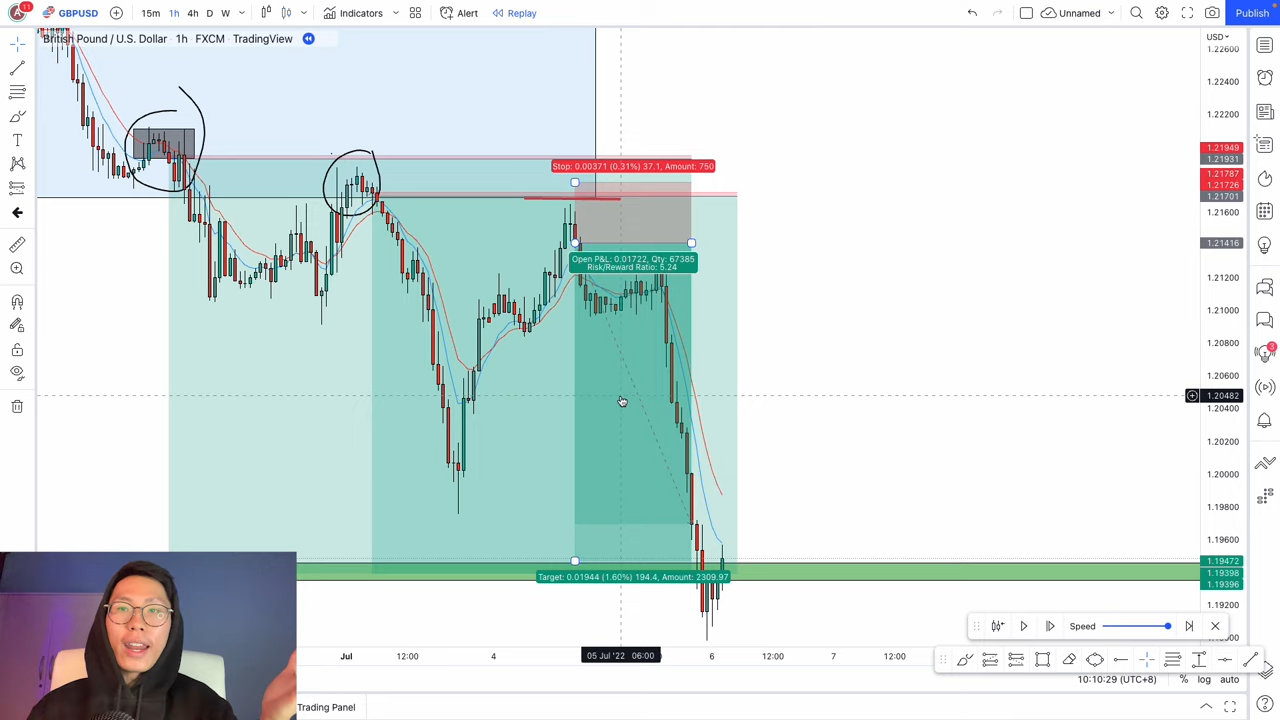 11
GBPUSD
15m 1h 4h D W
Indicators
Alert
Replay
Unnamed
Publish
British Pound / U.S. Dollar · 1h · FXCM · TradingView
USD
1.22600
1.22400
1.22200
1.21949
1.21931
1.21787
1.21726
1.21701
1.21600
1.21416
1.21200
1.21000
1.20800
1.20600
1.20482
1.20400
1.20200
1.20000
1.19800
1.19600
1.19472
1.19398
1.19396
1.19200
Stop: 0.00371 (0.31%) 37.1, Amount: 750
Open P&L: 0.01722, Qty: 67385
Risk/Reward Ratio: 5.24
Target: 0.01944 (1.60%) 194.4, Amount: 2309.97
3
Speed
Jul
12:00
4
05 Jul '22 06:00
6
12:00
7
12:00
10:10:29 (UTC+8)
%
log
auto
Trading Panel